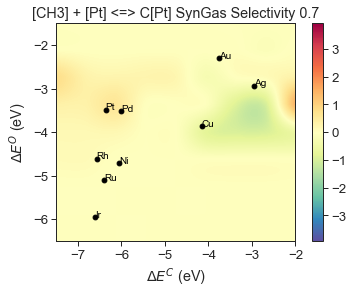 [CH3] + [Pt] <=> C[Pt] SynGas Selectivity 0.7
ΔE^O (eV)
−2
−3
−4
−5
−6
Au
Ag
Pt
Pd
Cu
Rh
Ni
Ru
Ir
3
2
1
0
−1
−2
−3
−7
−6
−5
−4
−3
−2
ΔE^C (eV)